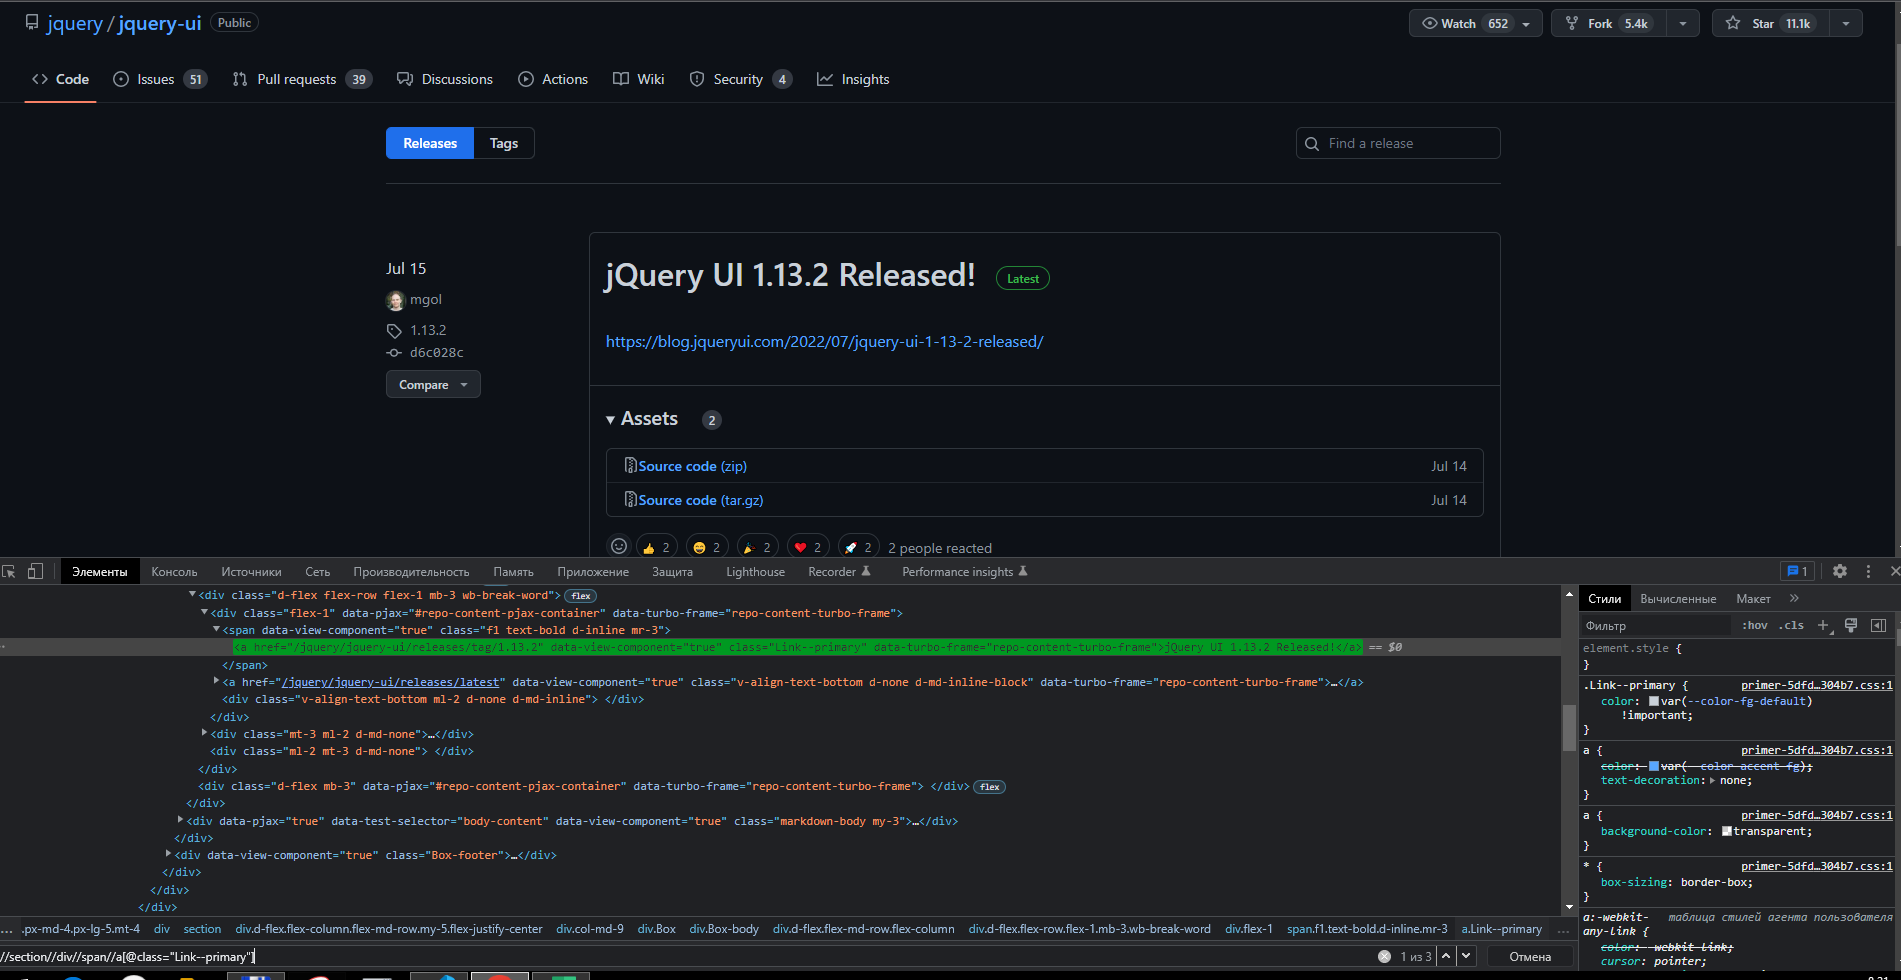 jquery / jquery-ui Public
Watch 652 Fork 5.4k Star 11.1k
Code Issues 51 Pull requests 39 Discussions Actions Wiki Security 4 Insights
Releases Tags
Find a release
Jul 15
mgol
1.13.2
d6c028c
Compare
jQuery UI 1.13.2 Released! Latest
https://blog.jqueryui.com/2022/07/jquery-ui-1-13-2-released/
Assets 2
Source code (zip) Jul 14
Source code (tar.gz) Jul 14
2 2 2 2 2 2 people reacted
Элементы Консоль Источники Сеть Производительность Память Приложение Защита Lighthouse Recorder Performance insights 1
<div class="d-flex flex-row flex-1 mb-3 wb-break-word"> flex
<div class="flex-1" data-pjax="#repo-content-pjax-container" data-turbo-frame="repo-content-turbo-frame">
<span data-view-component="true" class="f1 text-bold d-inline mr-3">
<a href="/jquery/jquery-ui/releases/tag/1.13.2" data-view-component="true" class="Link--primary" data-turbo-frame="repo-content-turbo-frame">jQuery UI 1.13.2 Released!</a> == $0
</span>
<a href="/jquery/jquery-ui/releases/latest" data-view-component="true" class="v-align-text-bottom d-none d-md-inline-block" data-turbo-frame="repo-content-turbo-frame">…</a>
<div class="v-align-text-bottom ml-2 d-none d-md-inline"> </div>
</div>
<div class="mt-3 ml-2 d-md-none">…</div>
<div class="ml-2 mt-3 d-md-none"> </div>
</div>
<div class="d-flex mb-3" data-pjax="#repo-content-pjax-container" data-turbo-frame="repo-content-turbo-frame"> </div> flex
</div>
<div data-pjax="true" data-test-selector="body-content" data-view-component="true" class="markdown-body my-3">…</div>
</div>
<div data-view-component="true" class="Box-footer">…</div>
</div>
</div>
</div>
... .px-md-4.px-lg-5.mt-4 div section div.d-flex.flex-column.flex-md-row.my-5.flex-justify-center div.col-md-9 div.Box div.Box-body div.d-flex.flex-md-row.flex-column div.d-flex.flex-row.flex-1.mb-3.wb-break-word div.flex-1 span.f1.text-bold.d-inline.mr-3 a.Link--primary ...
//section//div//span//a[@class="Link--primary"] 1 из 3 Отмена
Стили Вычисленные Макет »
Фильтр :hov .cls +
element.style {
}
.Link--primary { primer-5dfd…304b7.css:1
color: var(--color-fg-default)
!important;
}
a { primer-5dfd…304b7.css:1
color: var(--color-accent-fg);
text-decoration: none;
}
a { primer-5dfd…304b7.css:1
background-color: transparent;
}
* { primer-5dfd…304b7.css:1
box-sizing: border-box;
}
a:-webkit- таблица стилей агента пользователя
any-link {
color: -webkit-link;
cursor: pointer;